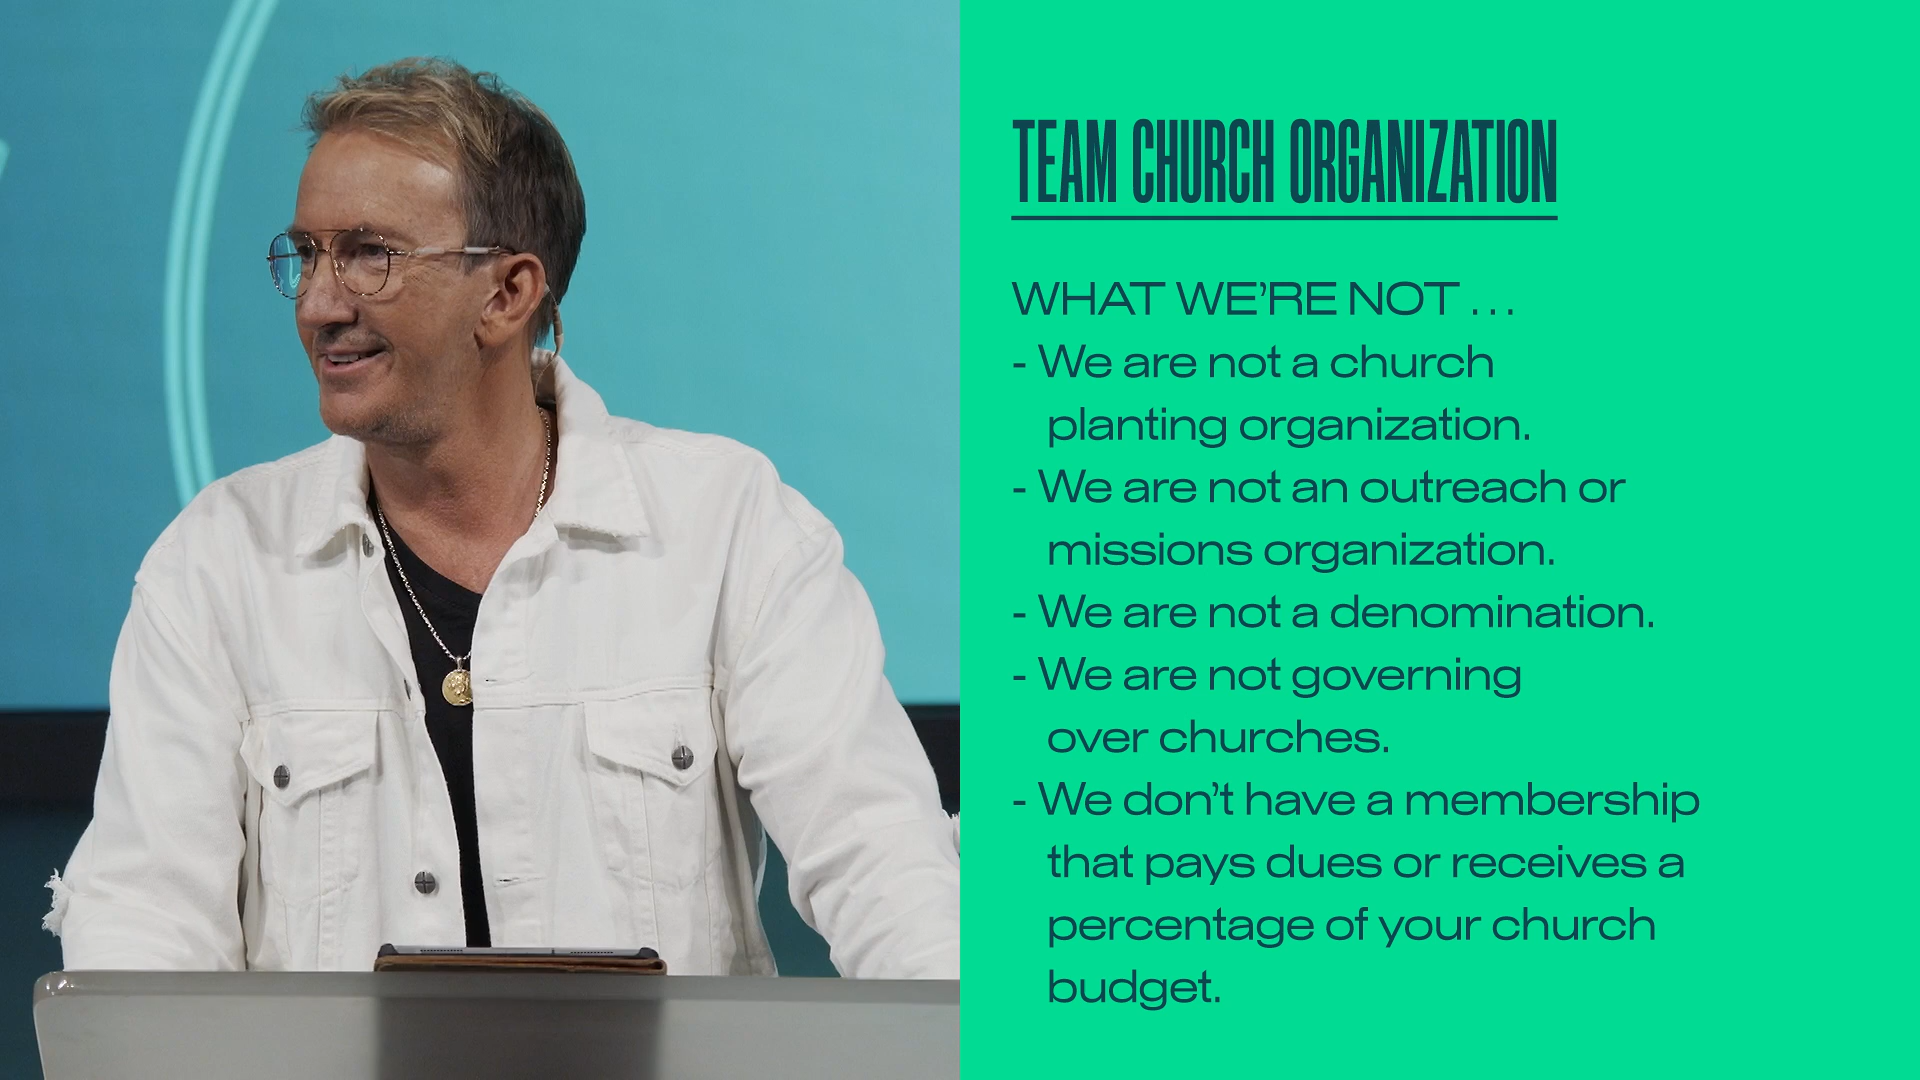 TEAM CHURCH ORGANIZATION
WHAT WE’RE NOT . . .
- We are not a church
planting organization.
- We are not an outreach or
missions organization.
- We are not a denomination.
- We are not governing
over churches.
- We don’t have a membership
that pays dues or receives a
percentage of your church
budget.